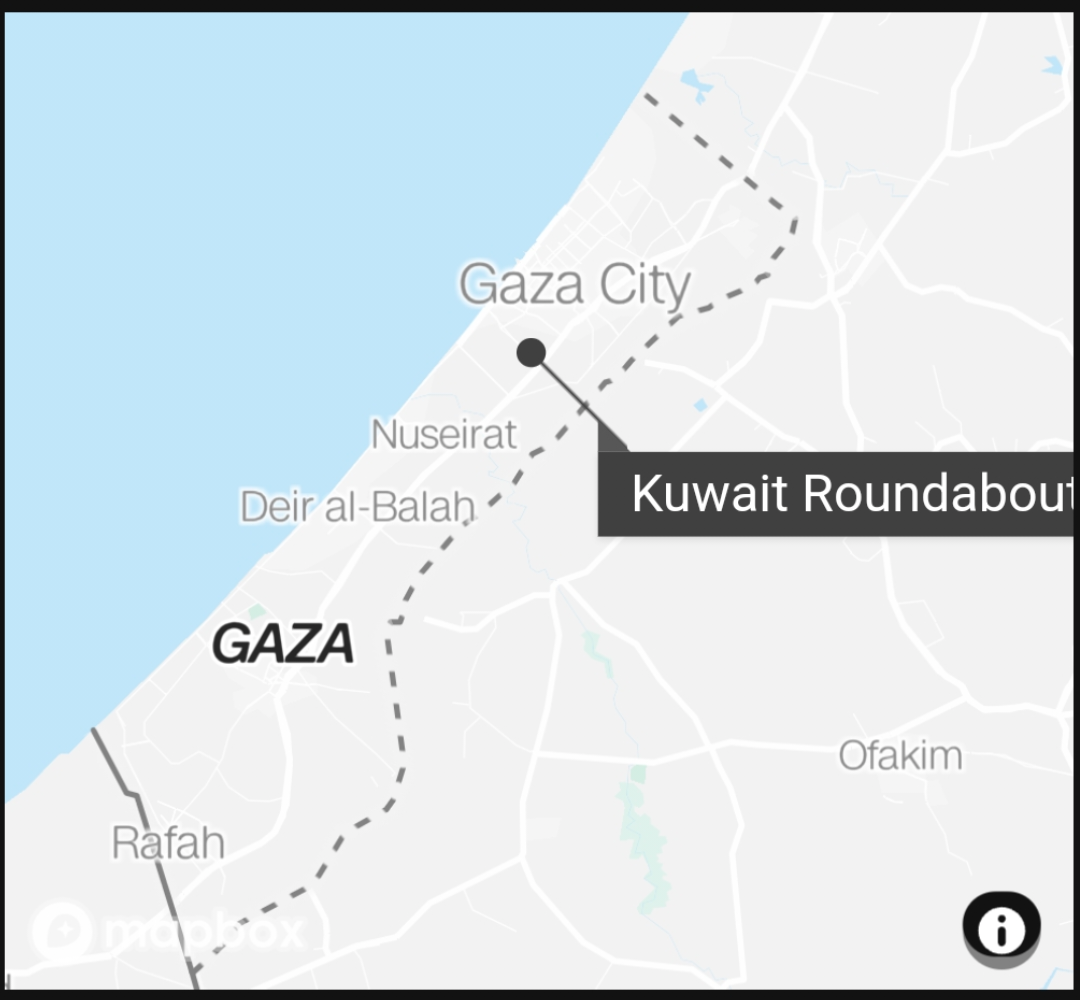 Gaza City
Nuseirat
Kuwait Roundabout
Deir al-Balah
GAZA
Ofakim
Rafah
mapbox